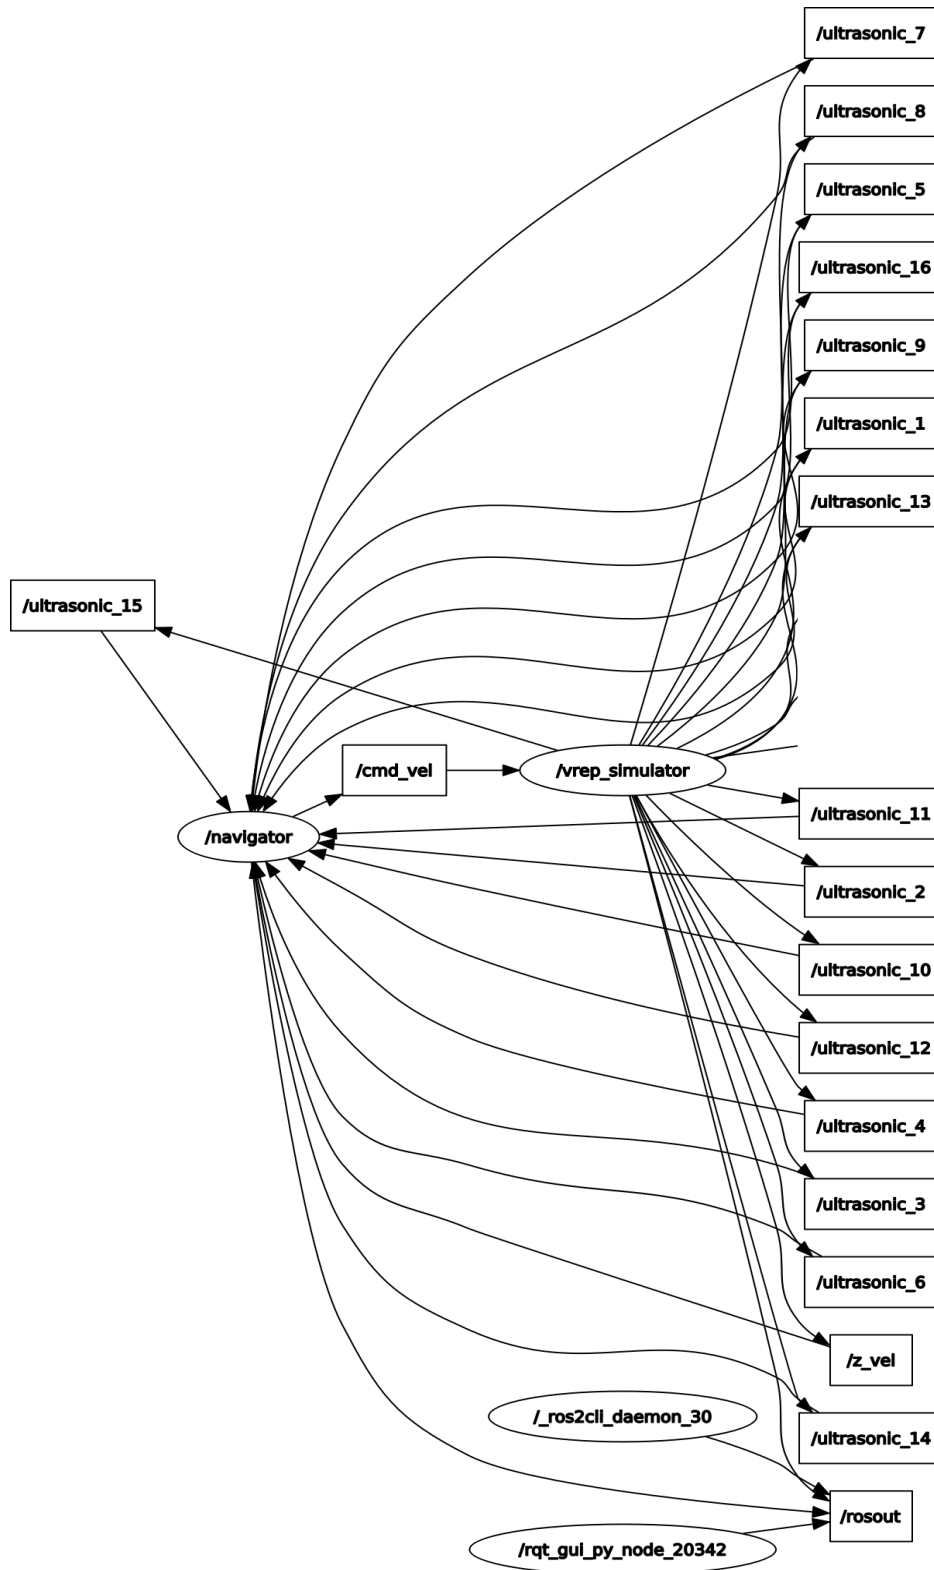 /ultrasonic_7
/ultrasonic_8
/ultrasonic_5
/ultrasonic_16
/ultrasonic_9
/ultrasonic_1
/ultrasonic_13
/ultrasonic_15
/cmd_vel
/vrep_simulator
/ultrasonic_11
/navigator
/ultrasonic_2
/ultrasonic_10
/ultrasonic_12
/ultrasonic_4
/ultrasonic_3
/ultrasonic_6
/z_vel
/_ros2cli_daemon_30
/ultrasonic_14
/rosout
/rqt_gui_py_node_20342